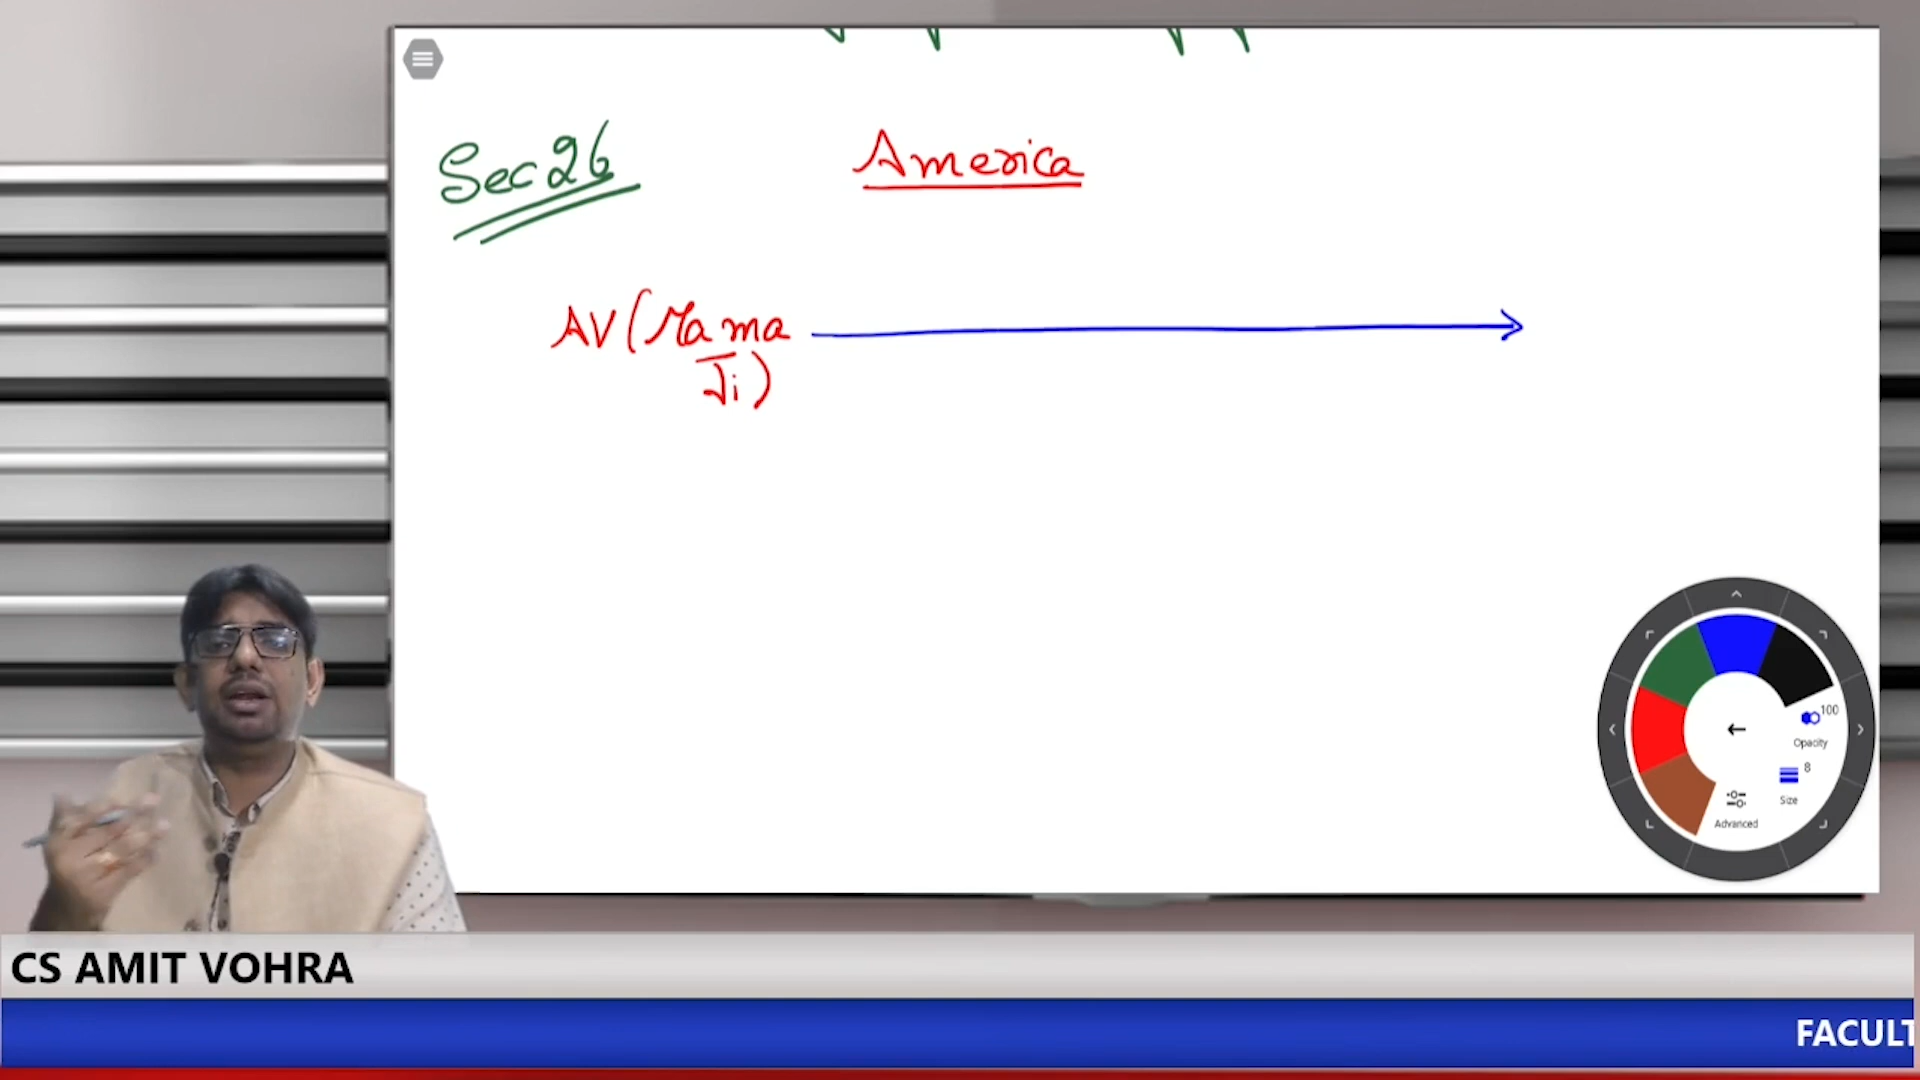 Sec 26
America
AV (Mama
Ji)
100
Opacity
8
Size
Advanced
CS AMIT VOHRA
FACULT